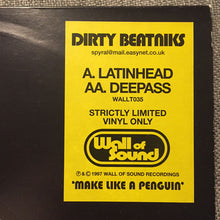 DIRTY BEATNIKS
spyral@mail.easynet.co.uk
A. LATINHEAD
AA. DEEPASS
WALLT035
STRICTLY LIMITED
VINYL ONLY
Wall of
Sound
℗ & © 1997 WALL OF SOUND RECORDINGS
'MAKE LIKE A PENGUIN'